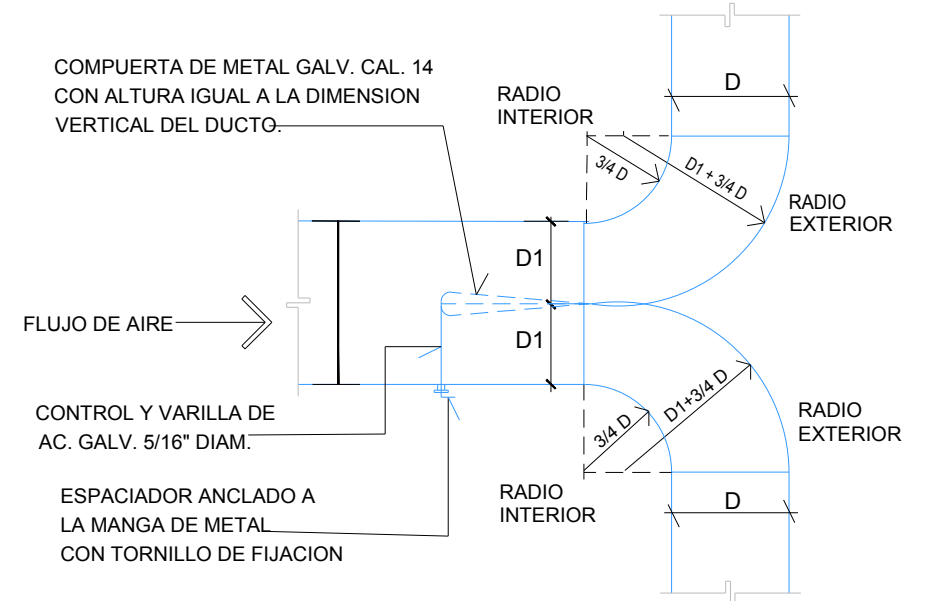 COMPUERTA DE METAL GALV. CAL. 14
CON ALTURA IGUAL A LA DIMENSION
VERTICAL DEL DUCTO.
RADIO
INTERIOR
D
3/4 D
D1 + 3/4 D
RADIO
EXTERIOR
D1
D1
FLUJO DE AIRE
CONTROL Y VARILLA DE
AC. GALV. 5/16" DIAM.
3/4 D
D1+3/4 D
RADIO
EXTERIOR
ESPACIADOR ANCLADO A
LA MANGA DE METAL
CON TORNILLO DE FIJACION
RADIO
INTERIOR
D